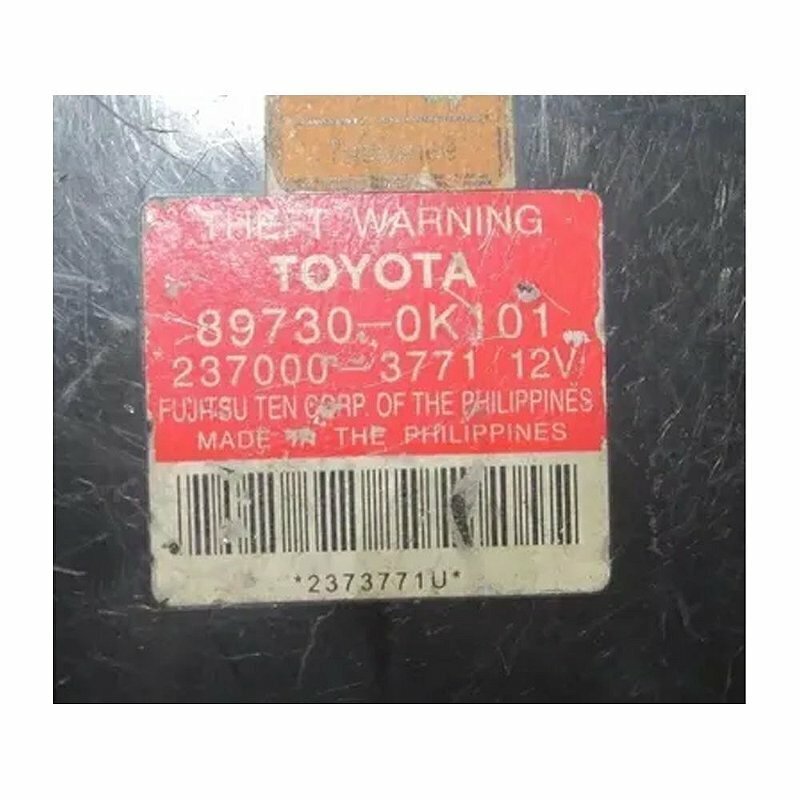 THEFT WARNING
TOYOTA
89730-0K101
237000-3771 12V
FUJITSU TEN CORP. OF THE PHILIPPINES
MADE IN THE PHILIPPINES
*2373771U*